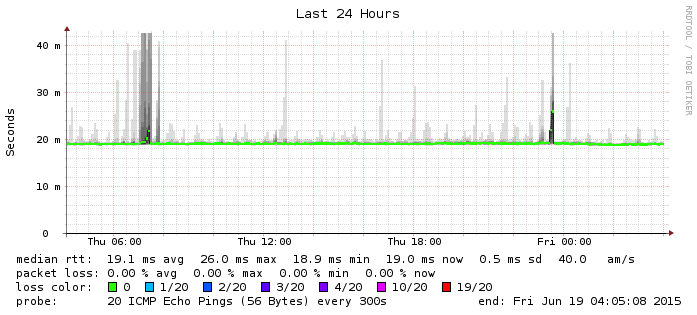 Last 24 Hours
RRDTOOL / TOBI OETIKER
Seconds
40 m
30 m
20 m
10 m
0
Thu 06:00 Thu 12:00 Thu 18:00 Fri 00:00
median rtt: 19.1 ms avg 26.0 ms max 18.9 ms min 19.0 ms now 0.5 ms sd 40.0 am/s
packet loss: 0.00 % avg 0.00 % max 0.00 % min 0.00 % now
loss color: 0 1/20 2/20 3/20 4/20 10/20 19/20
probe: 20 ICMP Echo Pings (56 Bytes) every 300s end: Fri Jun 19 04:05:08 2015